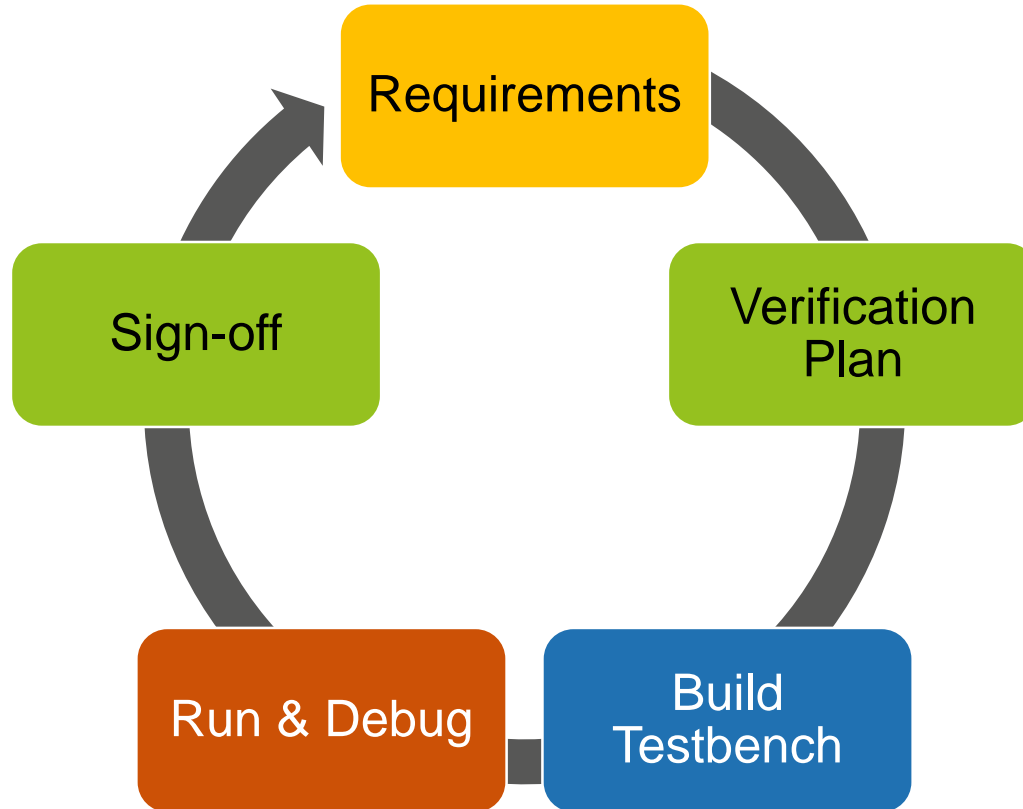 Requirements
Verification
Plan
Build
Testbench
Run & Debug
Sign-off